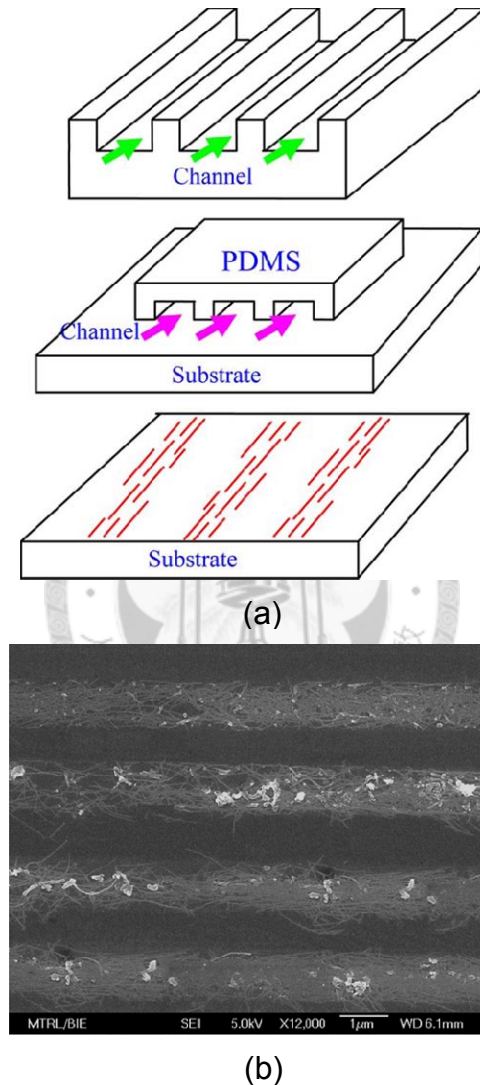 Channel
PDMS
Channel
Substrate
Substrate
(a)
MTRL/BIE SEI 5.0kV X12,000 1μm WD 6.1mm
(b)